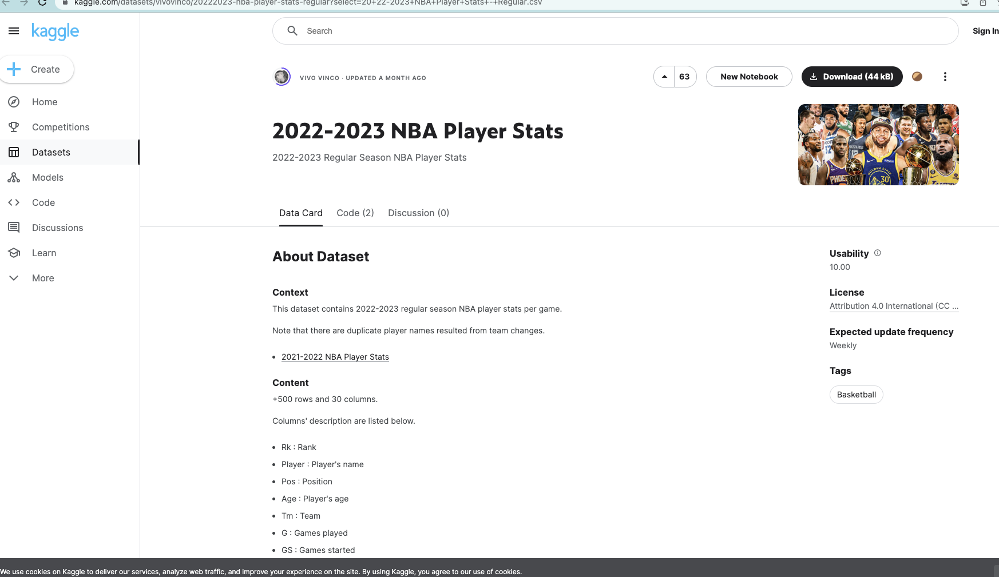 kaggle.com/datasets/vivovinco/20222023-nba-player-stats-regular?select=20+22-2023+NBA+Player+Stats+-+Regular.csv
kaggle
Search
Sign In
Create
VIVO VINCO · UPDATED A MONTH AGO
63
New Notebook
Download (44 kB)
Home
Competitions
Datasets
Models
Code
Discussions
Learn
More
2022-2023 NBA Player Stats
2022-2023 Regular Season NBA Player Stats
GOLDEN STATE
30
PHOE
Data Card
Code (2)
Discussion (0)
About Dataset
Context
This dataset contains 2022-2023 regular season NBA player stats per game.
Note that there are duplicate player names resulted from team changes.
• 2021-2022 NBA Player Stats
Content
+500 rows and 30 columns.
Columns' description are listed below.
• Rk : Rank
• Player : Player's name
• Pos : Position
• Age : Player's age
• Tm : Team
• G : Games played
• GS : Games started
Usability
10.00
License
Attribution 4.0 International (CC ...
Expected update frequency
Weekly
Tags
Basketball
We use cookies on Kaggle to deliver our services, analyze web traffic, and improve your experience on the site. By using Kaggle, you agree to our use of cookies.